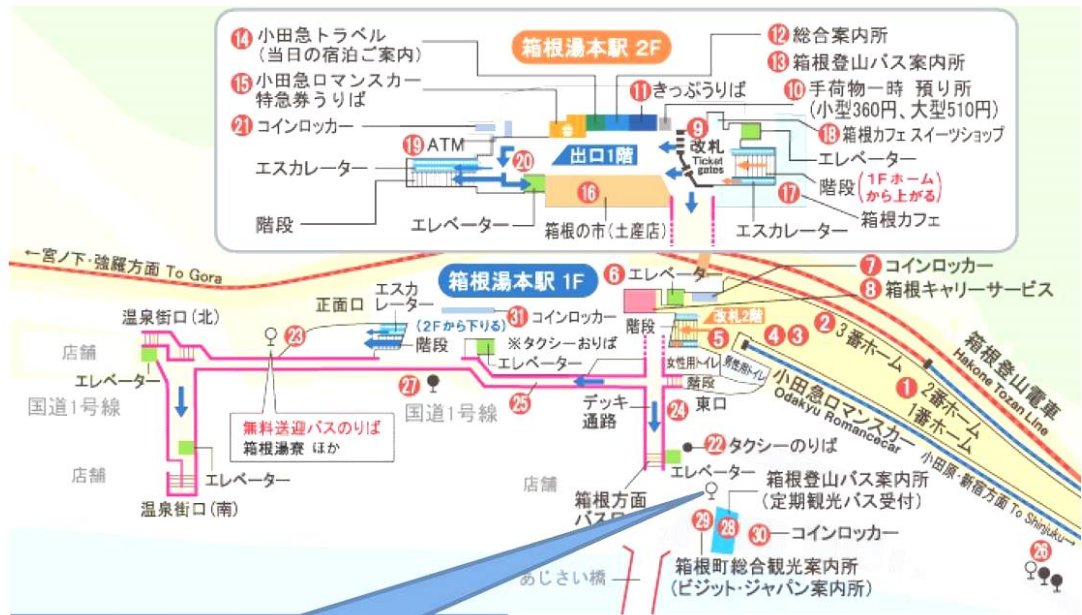 ⑭小田急トラベル
(当日の宿泊ご案内)
箱根湯本駅 2F
⑫総合案内所
⑬箱根登山バス案内所
⑮小田急ロマンスカー
特急券うりば
⑪きっぷうりば
⑩手荷物一時 預り所
(小型360円、大型510円)
㉑コインロッカー
⑨
改札
Ticket
gates
⑱箱根カフェ スイーツショップ
⑲ATM
エスカレーター
⑳
出口1階
エレベーター
階段(1Fホーム
から上がる)
⑯
⑰
箱根カフェ
階段
エレベーター
箱根の市(土産店)
エスカレーター
←宮ノ下・強羅方面 To Gora
箱根湯本駅 1F
⑥エレベーター
⑦コインロッカー
⑧箱根キャリーサービス
温泉街口(北)
正面口
エスカ
レーター
(2Fから下りる)
階段
㉛コインロッカー
※タクシーおりば
エレベーター
階段
改札2階
⑤
④
③
②3番ホーム
箱根登山電車
Hakone Tozan Line
店舗
㉓
エレベーター
女性用トイレ
男性用トイレ
階段
東口
小田急ロマンスカー
Odakyu Romancecar
①
2番ホーム
1番ホーム
国道1号線
㉗
国道1号線
㉕
デッキ
通路
㉔
無料送迎バスのりば
箱根湯寮 ほか
㉒タクシーのりば
エレベーター
小田原・新宿方面 To Shinjuku→
店舗
エレベーター
温泉街口(南)
店舗
箱根方面
箱根登山バス案内所
(定期観光バス受付)
㉙
㉘
㉚
コインロッカー
㉖
箱根町総合観光案内所
(ビジット・ジャパン案内所)
あじさい橋